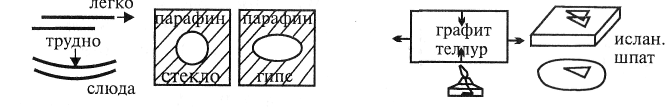 легко
трудно
слюда
парафин
стекло
парафин
гипс
графит
теллур
ислан.
шпат